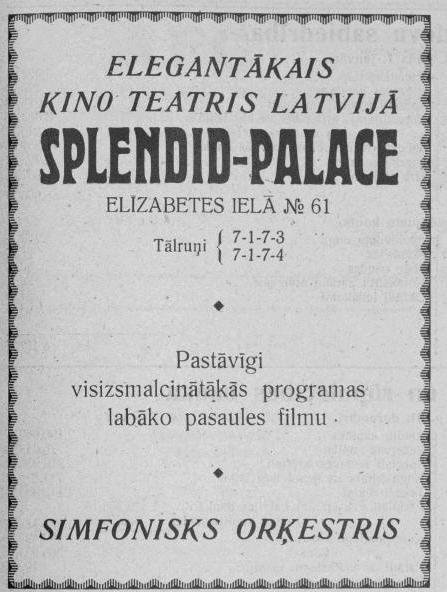 ELEGANTĀKAIS
KINO TEATRIS LATVIJĀ
SPLENDID-PALACE
ELIZABETES IELĀ № 61
Tālruņi { 7-1-7-3
7-1-7-4
Pastāvīgi
visizsmalcinātākās programas
labāko pasaules filmu
SIMFONISKS ORĶESTRIS